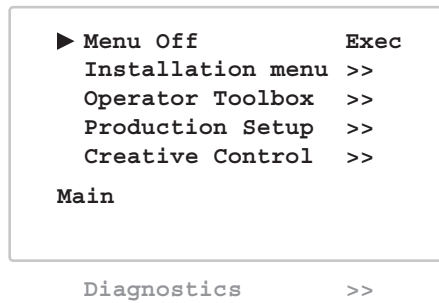 ▶ Menu Off Exec
Installation menu >>
Operator Toolbox >>
Production Setup >>
Creative Control >>
Main
Diagnostics >>